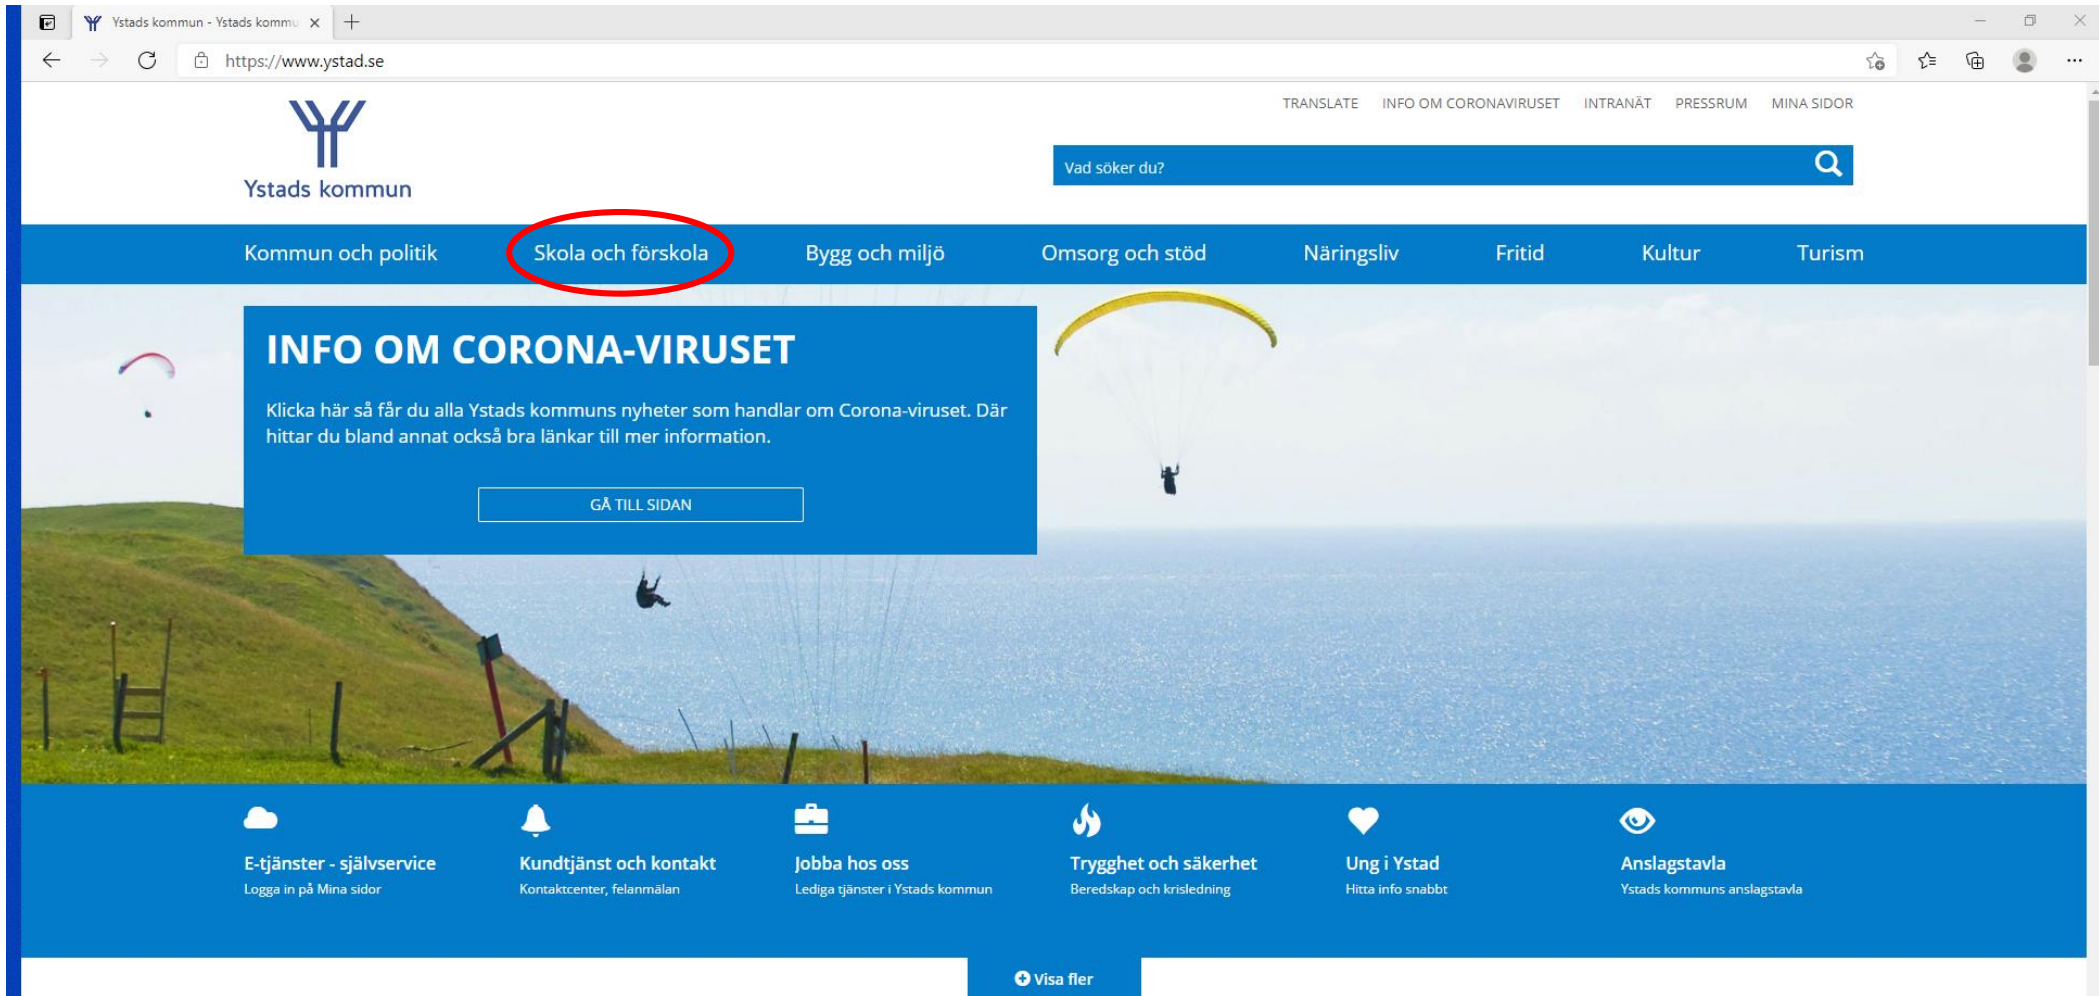 Ystads kommun - Ystads kommu
https://www.ystad.se
TRANSLATE INFO OM CORONAVIRUSET INTRANÄT PRESSRUM MINA SIDOR
Ystads kommun
Vad söker du?
Kommun och politik Skola och förskola Bygg och miljö Omsorg och stöd Näringsliv Fritid Kultur Turism
INFO OM CORONA-VIRUSET
Klicka här så får du alla Ystads kommuns nyheter som handlar om Corona-viruset. Där
hittar du bland annat också bra länkar till mer information.
GÅ TILL SIDAN
E-tjänster - självservice
Logga in på Mina sidor
Kundtjänst och kontakt
Kontaktcenter, felanmälan
Jobba hos oss
Lediga tjänster i Ystads kommun
Trygghet och säkerhet
Beredskap och krisledning
Ung i Ystad
Hitta info snabbt
Anslagstavla
Ystads kommuns anslagstavla
Visa fler